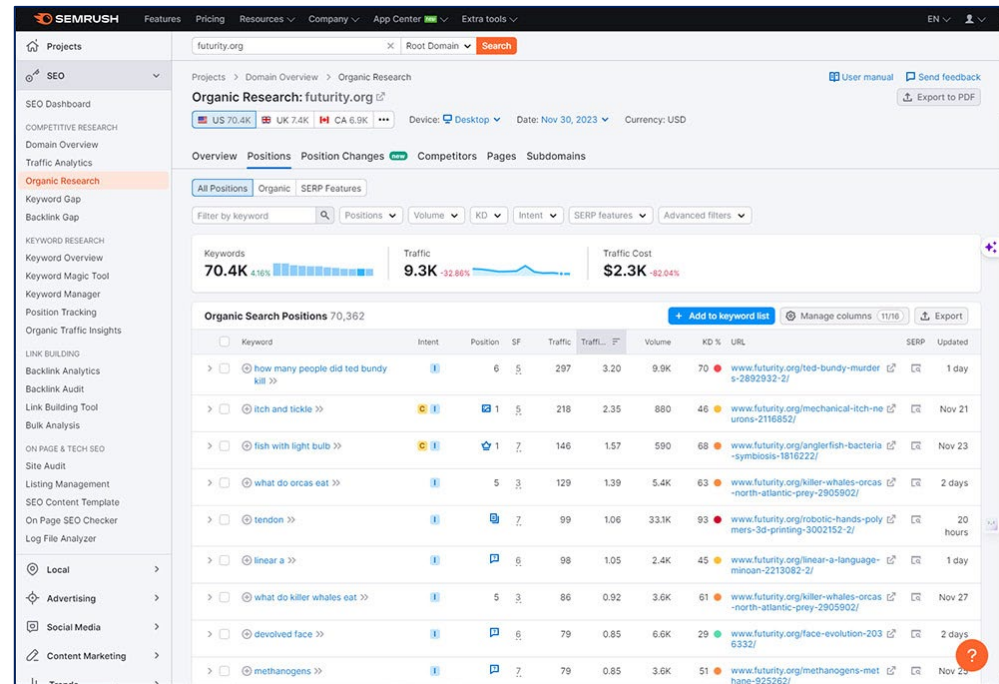 SEMRUSH Features Pricing Resources Company App Center new Extra tools EN
Projects
SEO
SEO Dashboard
COMPETITIVE RESEARCH
Domain Overview
Traffic Analytics
Organic Research
Keyword Gap
Backlink Gap
KEYWORD RESEARCH
Keyword Overview
Keyword Magic Tool
Keyword Manager
Position Tracking
Organic Traffic Insights
LINK BUILDING
Backlink Analytics
Backlink Audit
Link Building Tool
Bulk Analysis
ON PAGE & TECH SEO
Site Audit
Listing Management
SEO Content Template
On Page SEO Checker
Log File Analyzer
Local
Advertising
Social Media
Content Marketing
Trends
futurity.org Root Domain Search
Projects > Domain Overview > Organic Research User manual Send feedback
Organic Research: futurity.org Export to PDF
US 70.4K UK 7.4K CA 6.9K ••• Device: Desktop Date: Nov 30, 2023 Currency: USD
Overview Positions Position Changes new Competitors Pages Subdomains
All Positions Organic SERP Features
Filter by keyword Positions Volume KD Intent SERP features Advanced filters
Keywords Traffic Traffic Cost
70.4K 4.16% 9.3K -32.86% $2.3K -82.04%
Organic Search Positions 70,362 + Add to keyword list Manage columns 11/16 Export
Keyword Intent Position SF Traffic Traffi... Volume KD % URL SERP Updated
how many people did ted bundy I 6 5 297 3.20 9.9K 70 www.futurity.org/ted-bundy-murder 1 day
kill >> s-2892932-2/
itch and tickle >> C I 1 5 218 2.35 880 46 www.futurity.org/mechanical-itch-ne Nov 21
urons-2116852/
fish with light bulb >> C I 1 7 146 1.57 590 68 www.futurity.org/anglerfish-bacteria Nov 23
-symbiosis-1816222/
what do orcas eat >> I 5 3 129 1.39 5.4K 63 www.futurity.org/killer-whales-orcas 2 days
-north-atlantic-prey-2905902/
tendon >> I 7 99 1.06 33.1K 93 www.futurity.org/robotic-hands-poly 20
mers-3d-printing-3002152-2/ hours
linear a >> I 6 98 1.05 2.4K 45 www.futurity.org/linear-a-language- 1 day
minoan-2213082-2/
what do killer whales eat >> I 5 3 86 0.92 3.6K 61 www.futurity.org/killer-whales-orcas Nov 27
-north-atlantic-prey-2905902/
devolved face >> I 6 79 0.85 6.6K 29 www.futurity.org/face-evolution-203 2 days
6332/
methanogens >> I 7 79 0.85 3.6K 51 www.futurity.org/methanogens-met Nov 25
hane-925262/
?